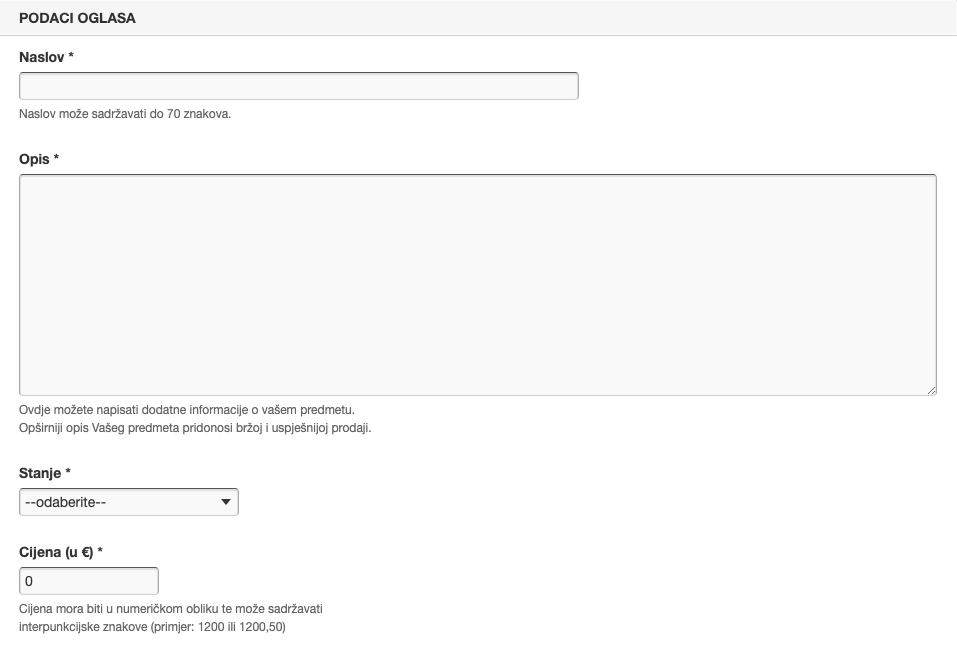 PODACI OGLASA
Naslov *
Naslov može sadržavati do 70 znakova.
Opis *
Ovdje možete napisati dodatne informacije o vašem predmetu.
Opširniji opis Vašeg predmeta pridonosi bržoj i uspješnijoj prodaji.
Stanje *
--odaberite--
Cijena (u €) *
0
Cijena mora biti u numeričkom obliku te može sadržavati
interpunkcijske znakove (primjer: 1200 ili 1200,50)